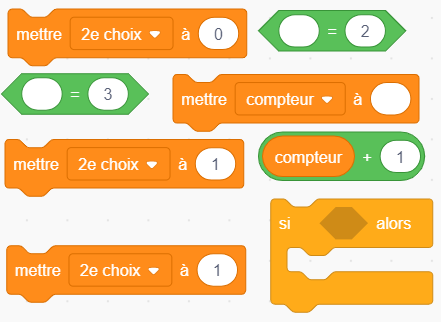 mettre 2e choix à 0
= 2
= 3
mettre compteur à
mettre 2e choix à 1
compteur + 1
si alors
mettre 2e choix à 1